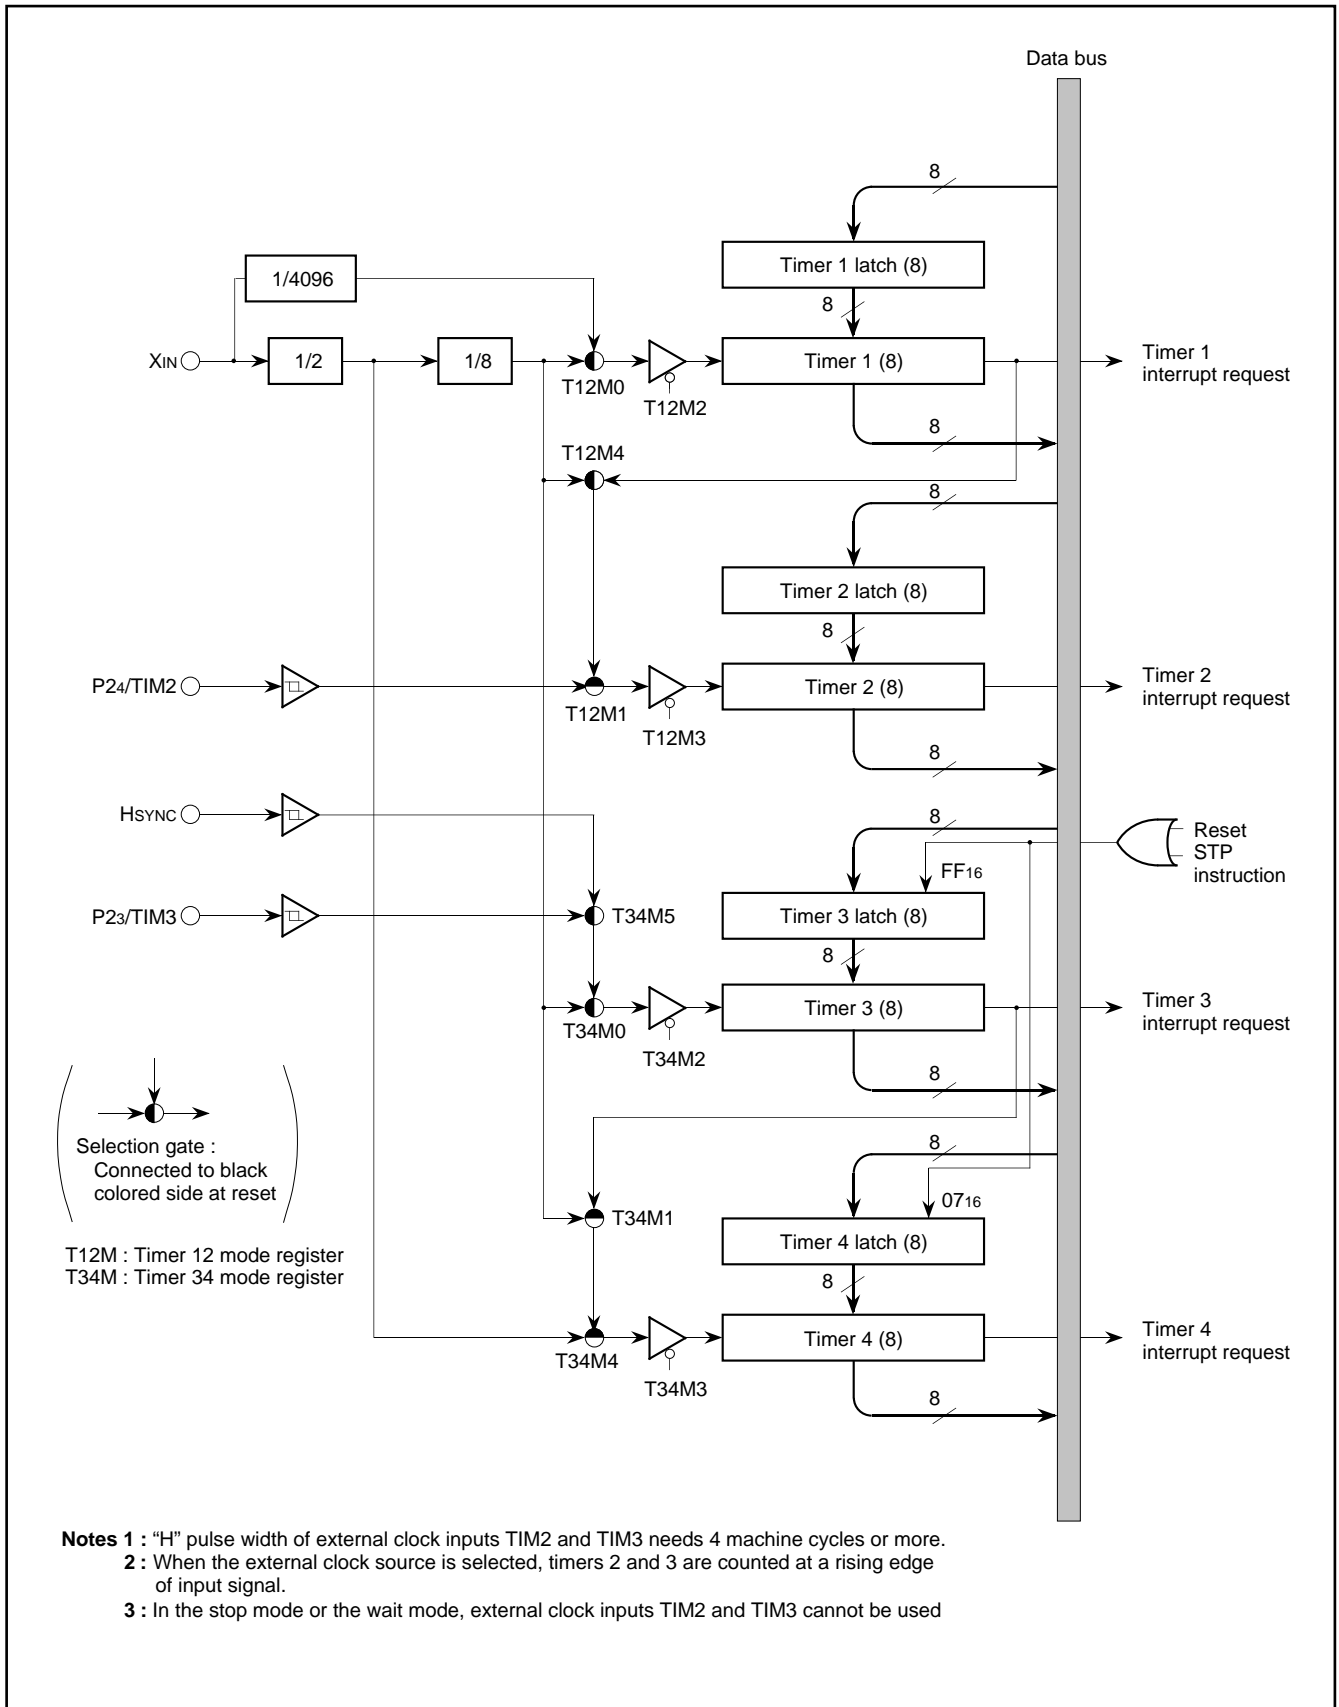 Data bus
8
Timer 1 latch (8)
1/4096
8
XIN
1/2
1/8
Timer 1 (8)
Timer 1
interrupt request
T12M0
T12M2
8
T12M4
8
Timer 2 latch (8)
8
P24/TIM2
Timer 2 (8)
Timer 2
interrupt request
T12M1
T12M3
8
HSYNC
8
Reset
STP
instruction
FF16
P23/TIM3
T34M5
Timer 3 latch (8)
8
Timer 3 (8)
Timer 3
interrupt request
T34M0
T34M2
8
Selection gate :
Connected to black
colored side at reset
8
0716
T34M1
Timer 4 latch (8)
T12M : Timer 12 mode register
T34M : Timer 34 mode register
8
Timer 4 (8)
Timer 4
interrupt request
T34M4
T34M3
8
Notes 1 : “H” pulse width of external clock inputs TIM2 and TIM3 needs 4 machine cycles or more.
2 : When the external clock source is selected, timers 2 and 3 are counted at a rising edge
of input signal.
3 : In the stop mode or the wait mode, external clock inputs TIM2 and TIM3 cannot be used